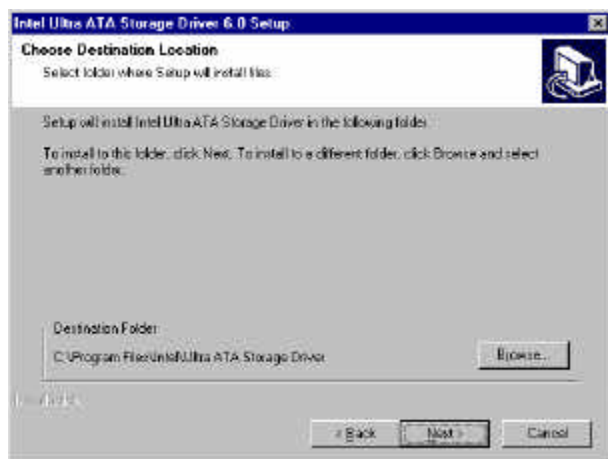 Intel Ultra ATA Storage Driver 6.0 Setup
Choose Destination Location
Select folder where Setup will install files.
Setup will install Intel Ultra ATA Storage Driver in the following folder.
To install to this folder, click Next. To install to a different folder, click Browse and select
another folder.
Destination Folder
C:\Program Files\Intel\Ultra ATA Storage Driver
Browse...
< Back
Next >
Cancel